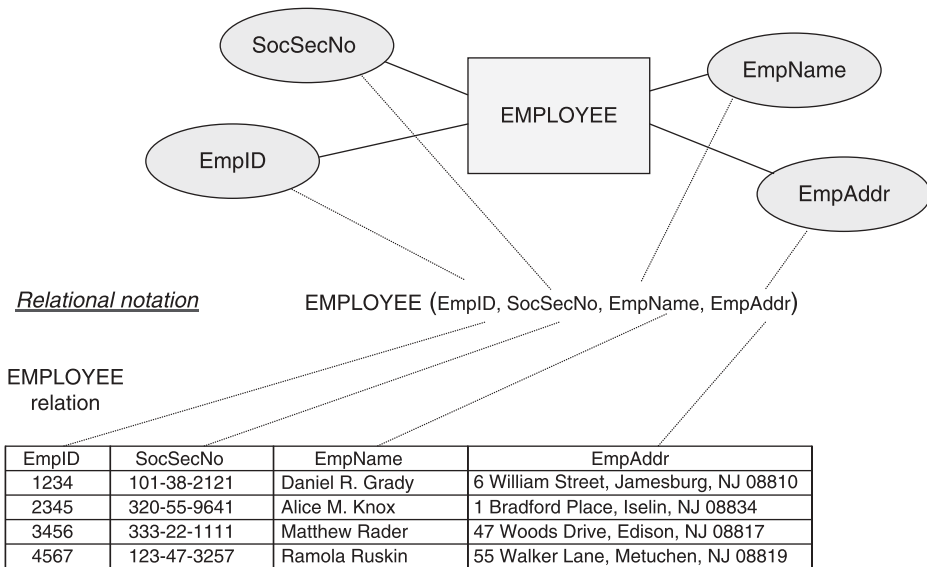 SocSecNo
EMPLOYEE
EmpName
EmpID
EmpAddr
Relational notation
EMPLOYEE (EmpID, SocSecNo, EmpName, EmpAddr)
EMPLOYEE
relation
EmpID SocSecNo EmpName EmpAddr
1234 101-38-2121 Daniel R. Grady 6 William Street, Jamesburg, NJ 08810
2345 320-55-9641 Alice M. Knox 1 Bradford Place, Iselin, NJ 08834
3456 333-22-1111 Matthew Rader 47 Woods Drive, Edison, NJ 08817
4567 123-47-3257 Ramola Ruskin 55 Walker Lane, Metuchen, NJ 08819